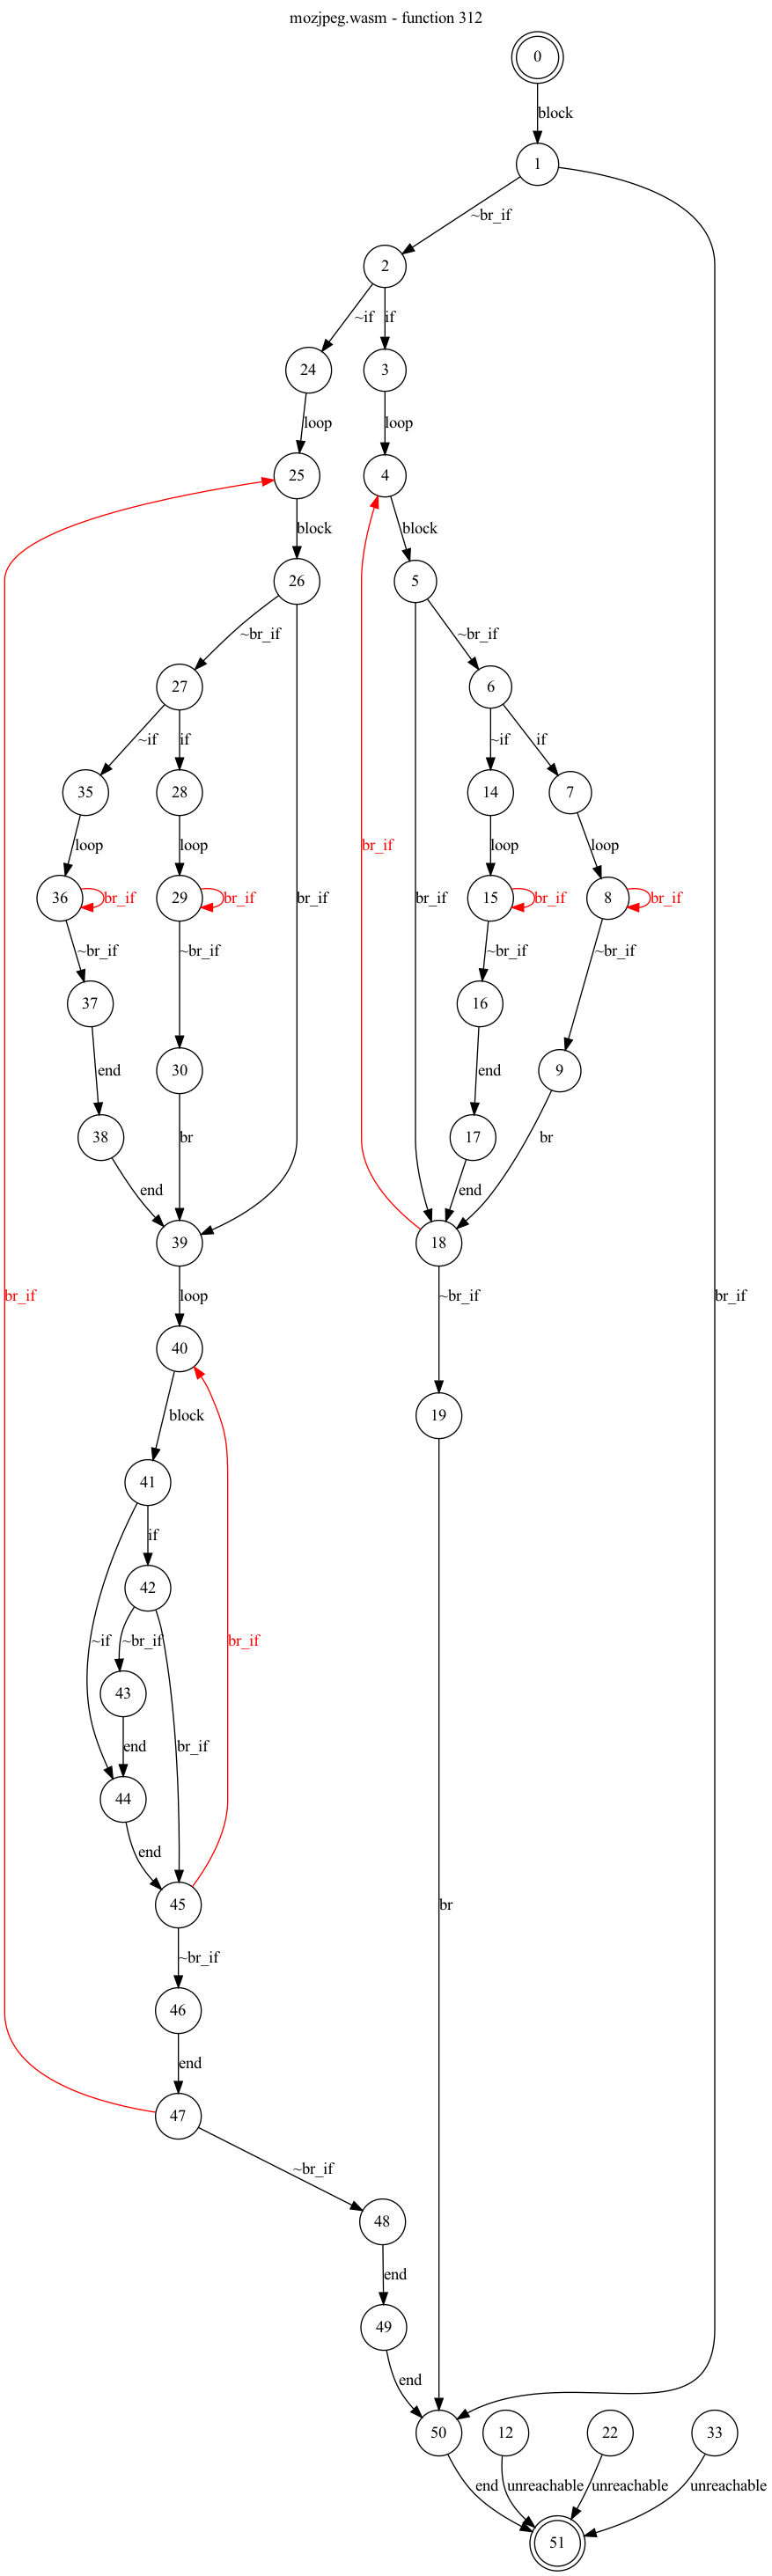 mozjpeg.wasm - function 312
0
block
1
~br_if
2
~if
if
24
3
loop
loop
25
4
block
block
26
5
~br_if
~br_if
27
6
~if
if
~if
if
35
28
14
7
loop
loop
br_if
loop
loop
36
br_if
29
br_if
br_if
br_if
15
br_if
8
br_if
~br_if
~br_if
~br_if
~br_if
37
16
end
30
end
9
38
br
17
br
end
end
39
18
br_if
loop
~br_if
br_if
40
block
19
41
if
42
~if
~br_if
br_if
43
end
br_if
44
end
45
br
~br_if
46
end
47
~br_if
48
end
49
end
50
12
22
33
end
unreachable
unreachable
unreachable
51